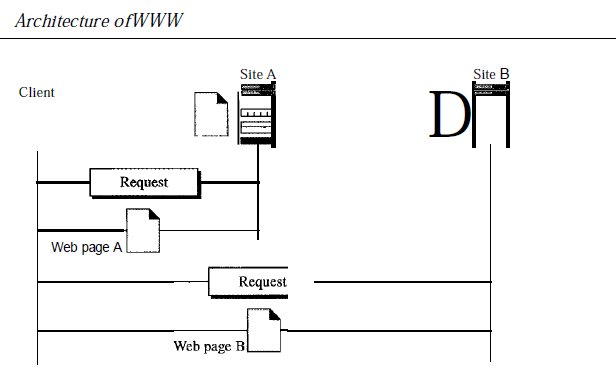 Architecture ofWWW
Site A
Site B
Client
D
Request
Web page A
Request
Web page B